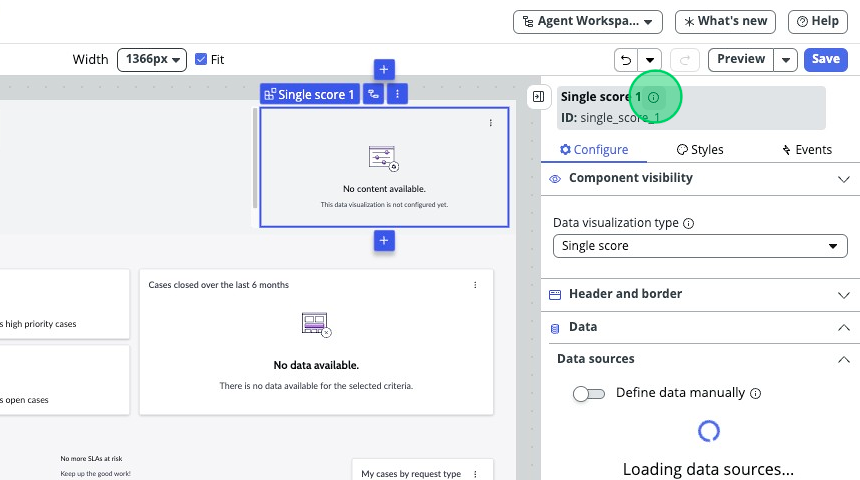 Agent Workspa...
What's new
Help
Width
1366px
Fit
Preview
Save
Single score 1
Single score 1
ID: single_score_1
Configure
Styles
Events
No content available.
This data visualization is not configured yet.
Component visibility
Data visualization type
Single score
Header and border
Data
Data sources
Define data manually
Loading data sources...
s high priority cases
s open cases
Cases closed over the last 6 months
No data available.
There is no data available for the selected criteria.
No more SLAs at risk
Keep up the good work!
My cases by request type